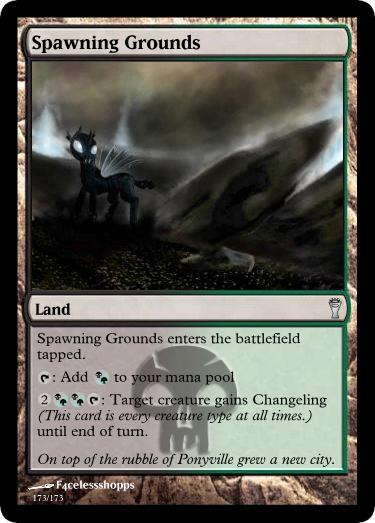 Spawning Grounds
Land
Spawning Grounds enters the battlefield
tapped.
: Add to your mana pool
2 : Target creature gains Changeling
(This card is every creature type at all times.)
until end of turn.
On top of the rubble of Ponyville grew a new city.
F4celessshopps
173/173